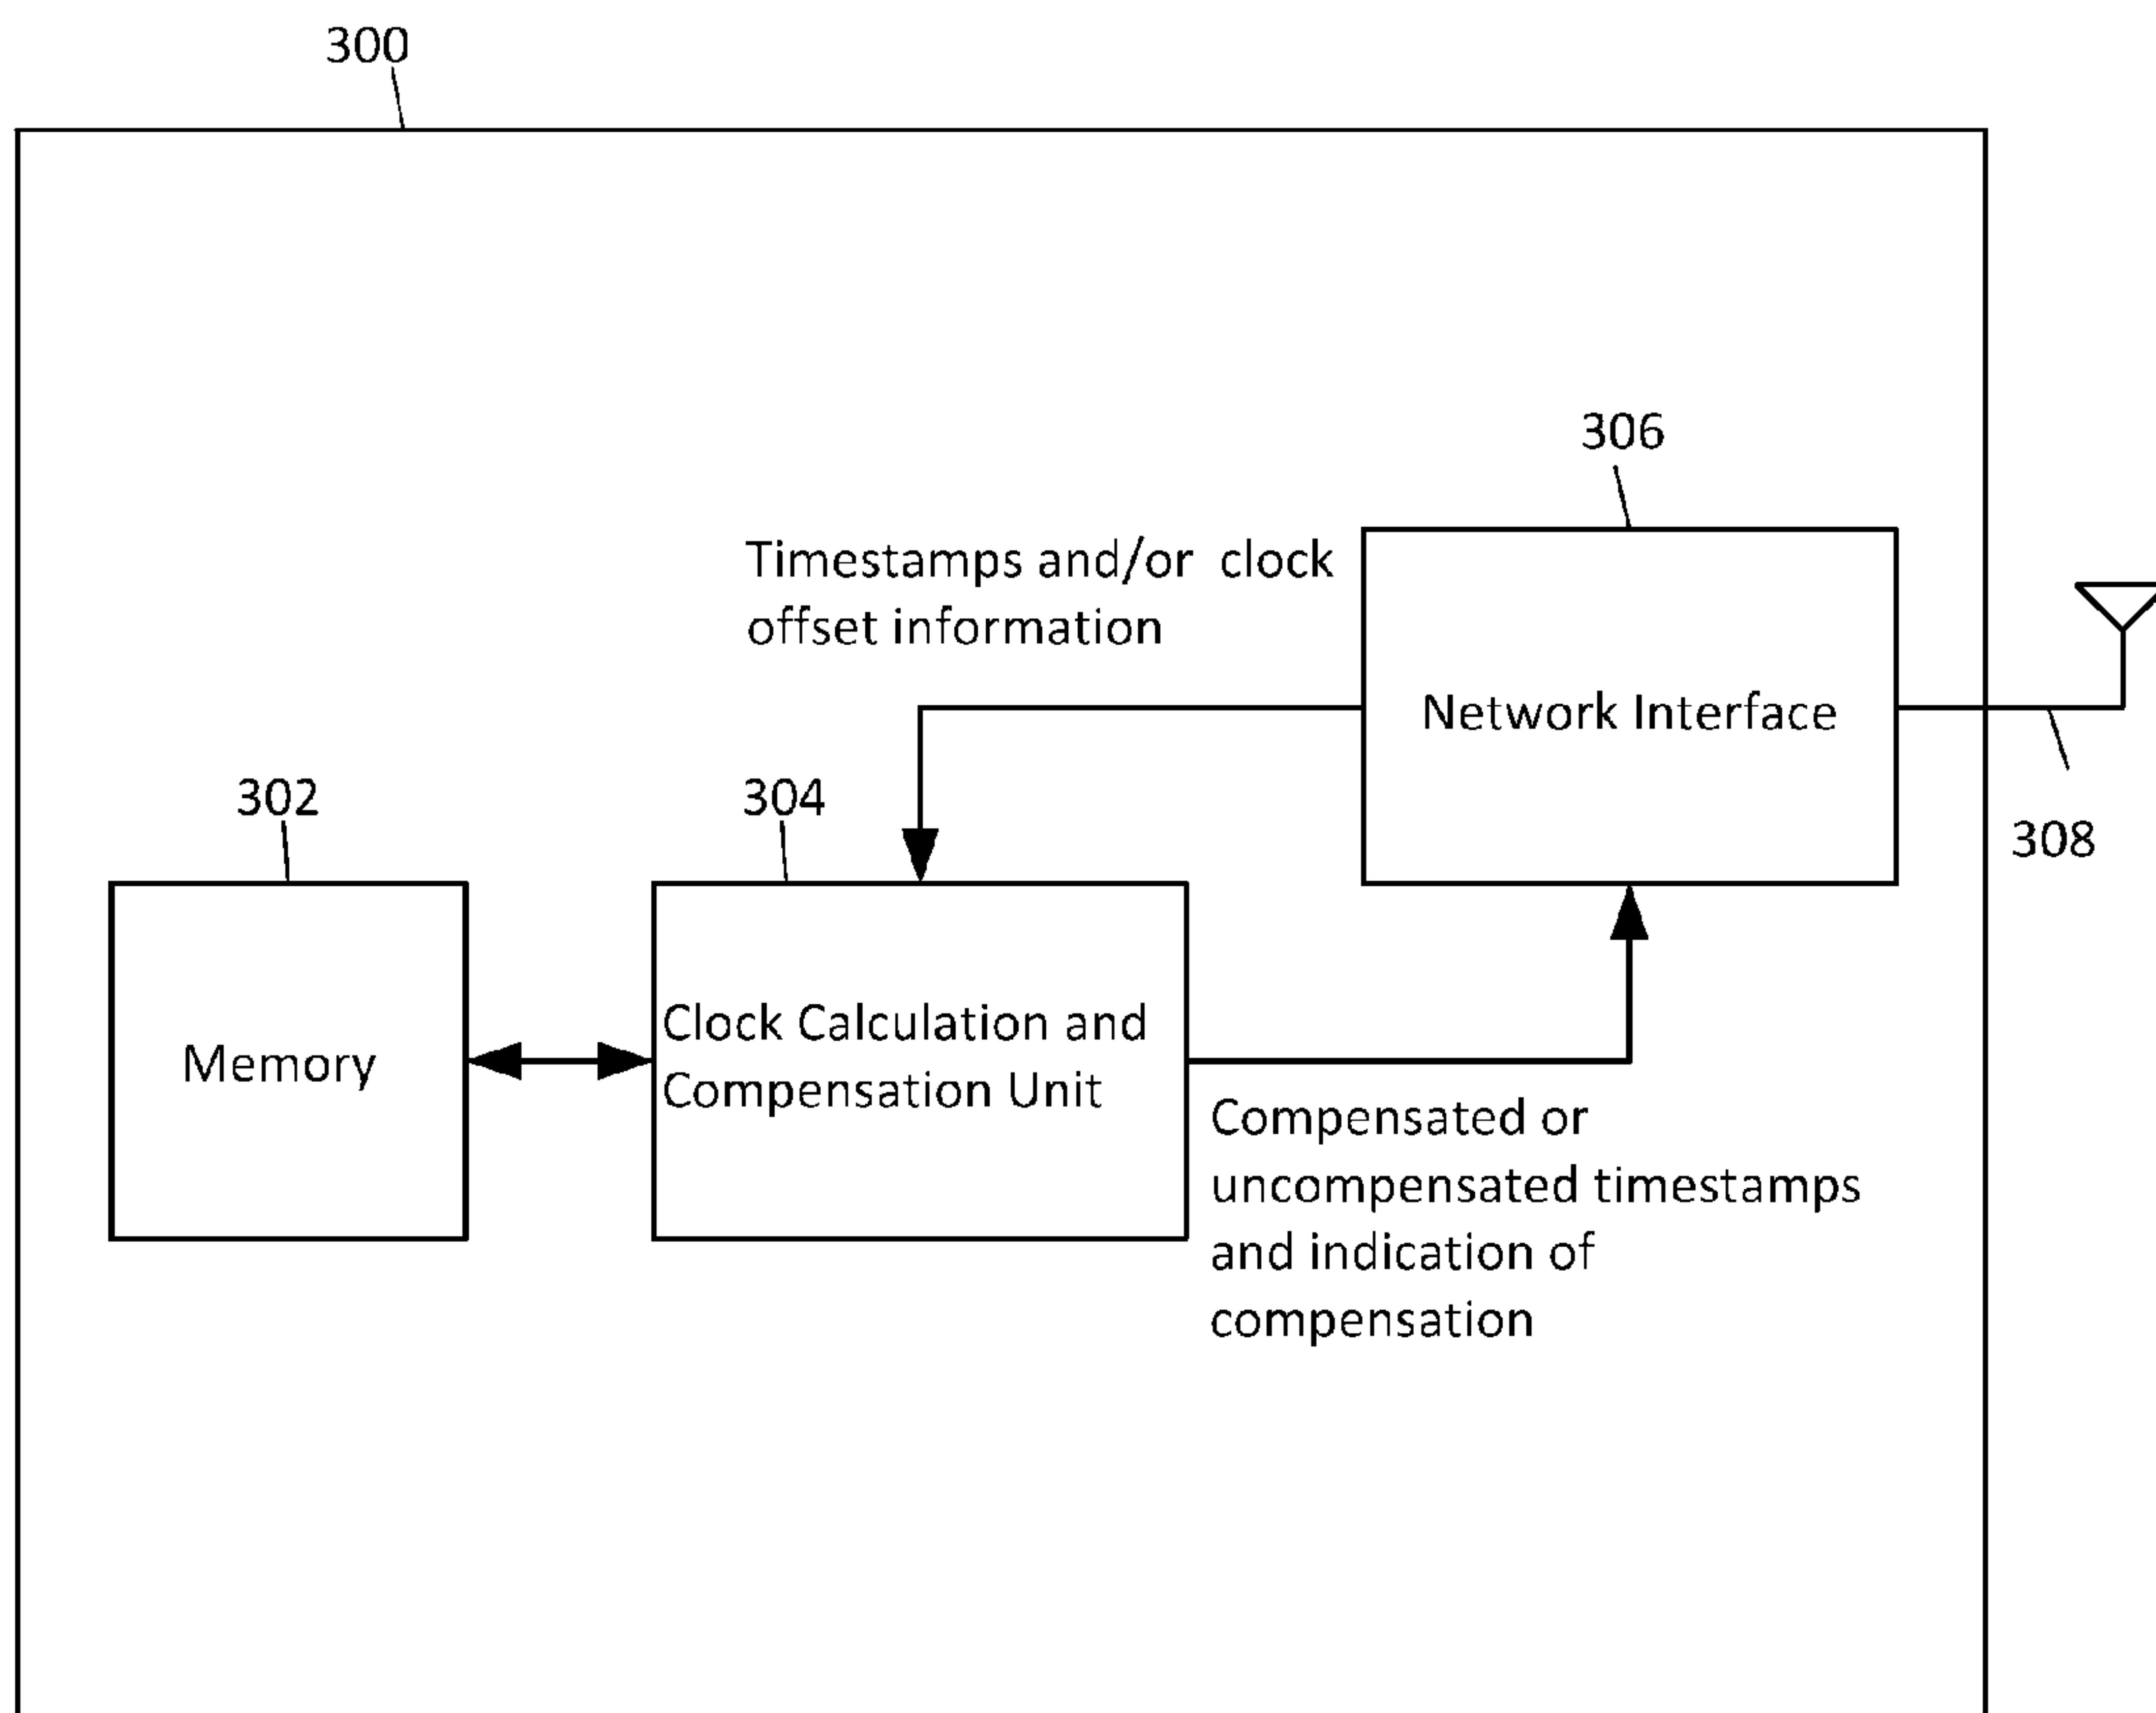 300
306
Timestamps and/or clock
offset information
Network Interface
302
304
308
Memory
Clock Calculation and
Compensation Unit
Compensated or
uncompensated timestamps
and indication of
compensation